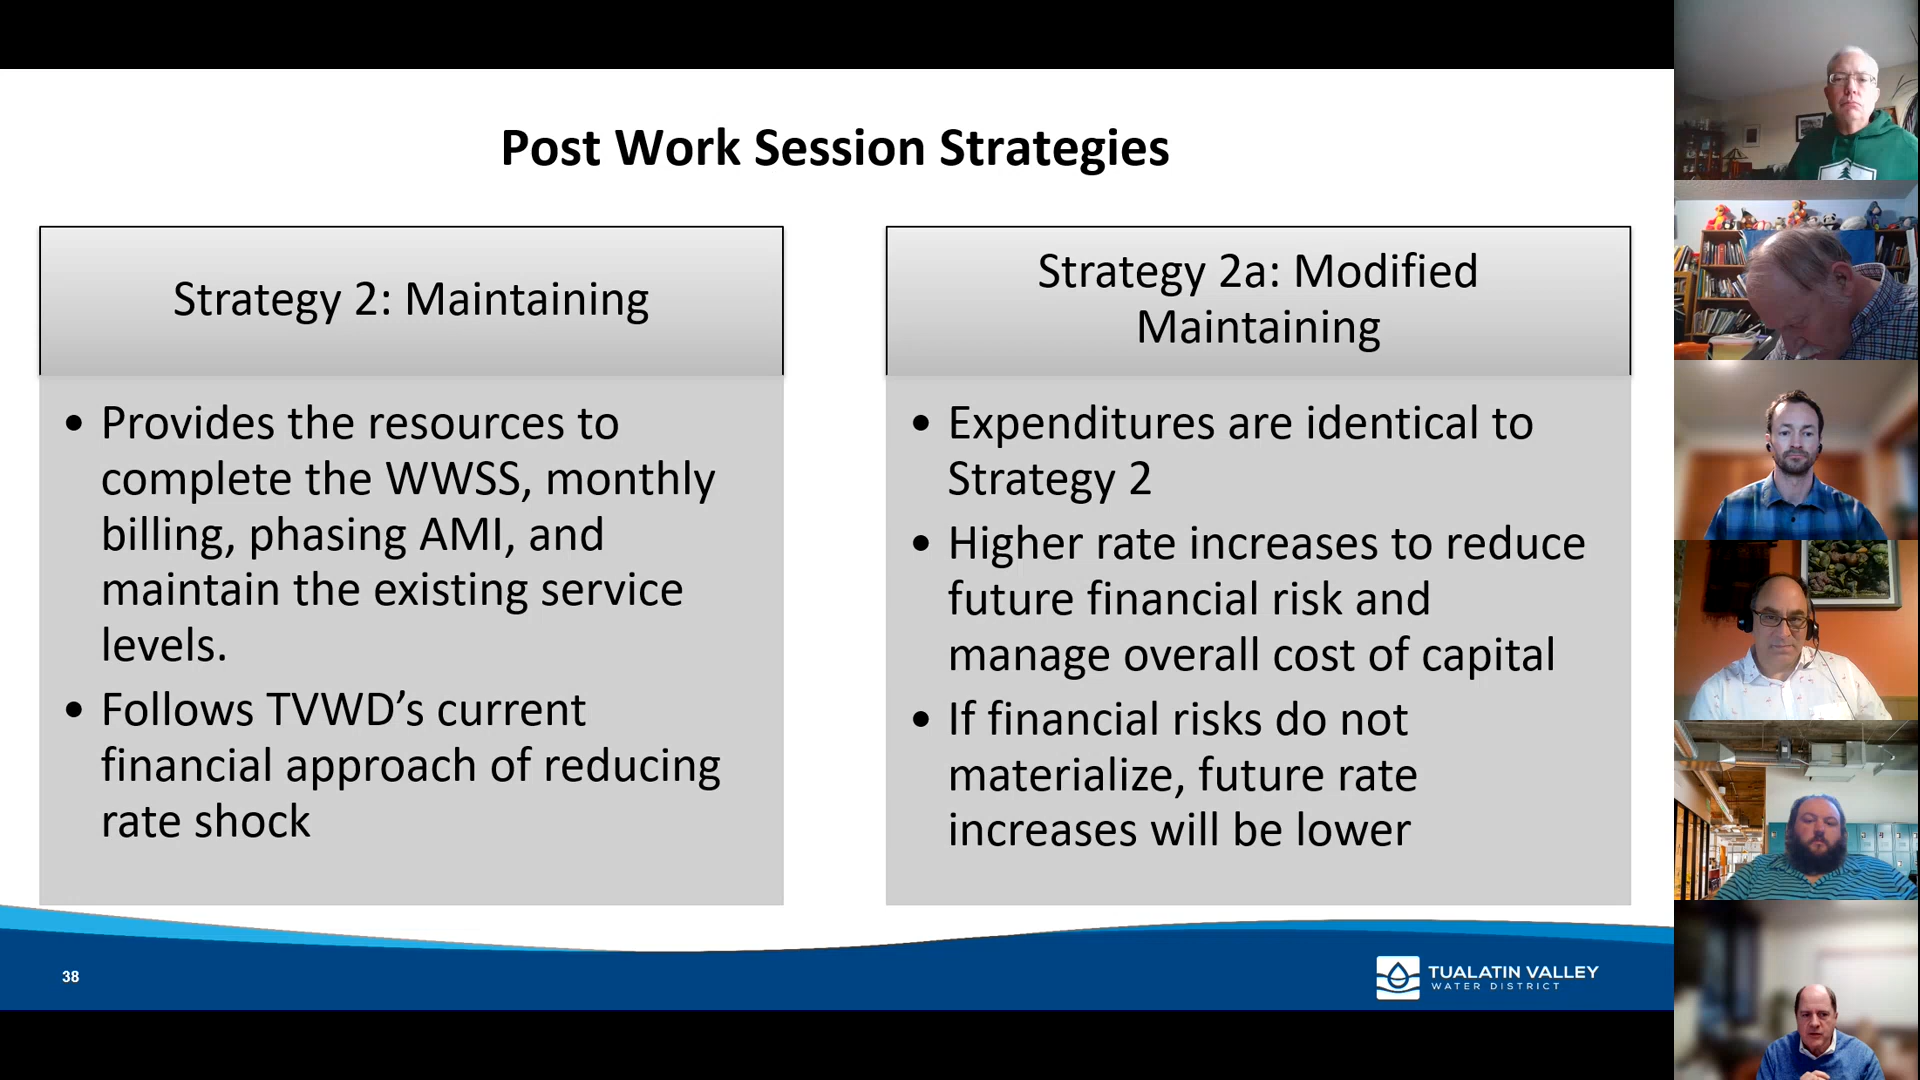 Post Work Session Strategies
Strategy 2: Maintaining
• Provides the resources to
complete the WWSS, monthly
billing, phasing AMI, and
maintain the existing service
levels.
• Follows TVWD’s current
financial approach of reducing
rate shock
Strategy 2a: Modified
Maintaining
• Expenditures are identical to
Strategy 2
• Higher rate increases to reduce
future financial risk and
manage overall cost of capital
• If financial risks do not
materialize, future rate
increases will be lower
38
TUALATIN VALLEY
WATER DISTRICT